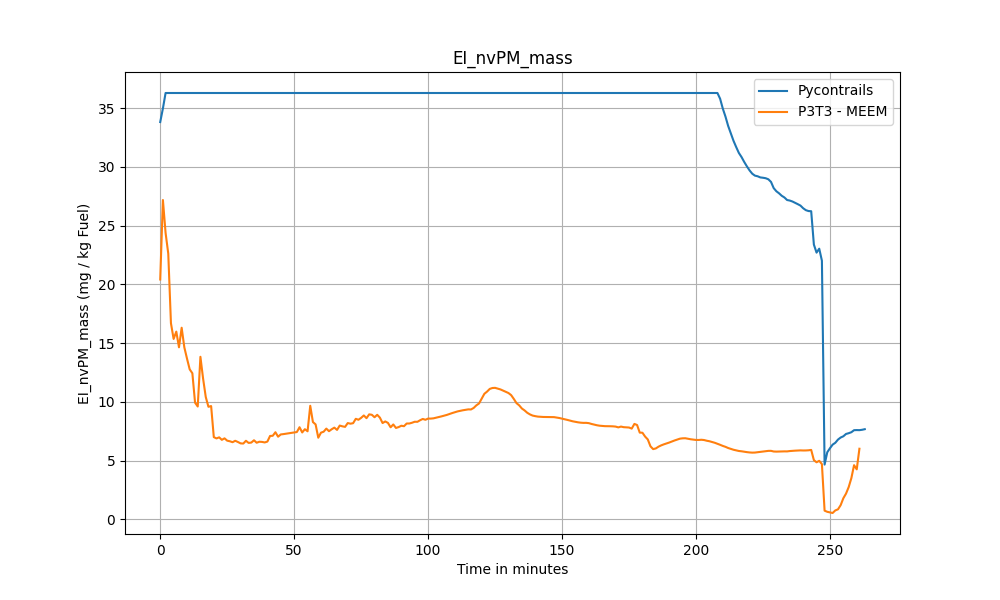 EI_nvPM_mass
Pycontrails
P3T3 - MEEM
EI_nvPM_mass (mg / kg Fuel)
35
30
25
20
15
10
5
0
0 50 100 150 200 250
Time in minutes